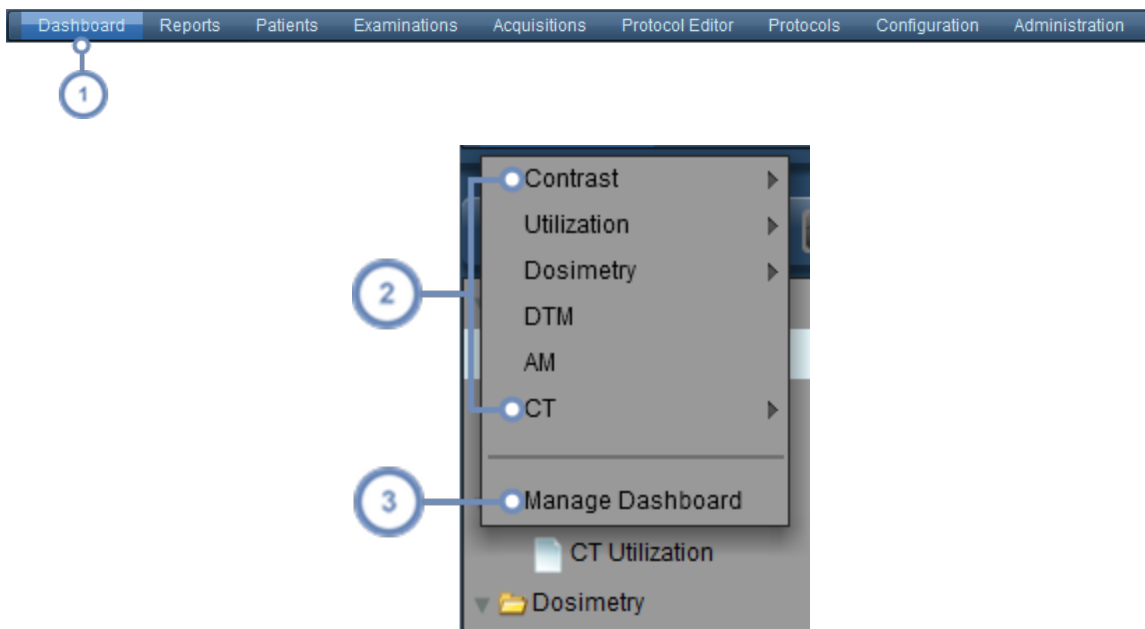 Dashboard Reports Patients Examinations Acquisitions Protocol Editor Protocols Configuration Administration
1
Contrast
Utilization
Dosimetry
2
DTM
AM
CT
3
Manage Dashboard
CT Utilization
Dosimetry